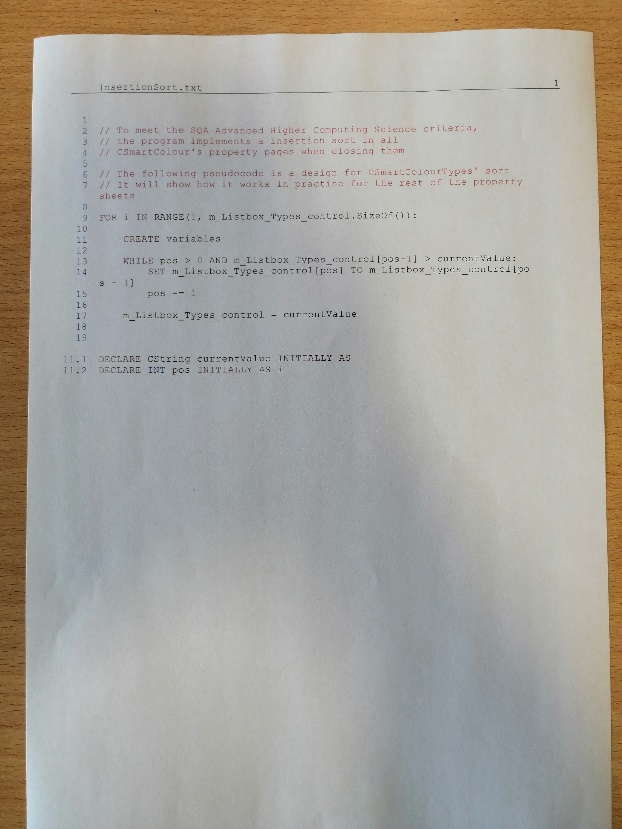 InsertionSort.txt 1
1
2 // To meet the SQA Advanced Higher Computing Science criteria,
3 // the program implements a insertion sort in all
4 // CSmartColour's property pages when closing them
5
6 // The following pseudocode is a design for CSmartColourTypes' sort
7 // It will show how it works in practise for the rest of the property
sheets
8
9 FOR i IN RANGE(1, m_Listbox_Types_control.SizeOf()):
10
11 CREATE variables
12
13 WHILE pos > 0 AND m_Listbox_Types_control[pos-1] > currentValue:
14 SET m_Listbox_Types_control[pos] TO m_Listbox_Types_control[po
s - 1]
15 pos -= 1
16
17 m_Listbox_Types_control = currentValue
18
19
11.1 DECLARE CString currentValue INITIALLY AS
11.2 DECLARE INT pos INITIALLY AS i